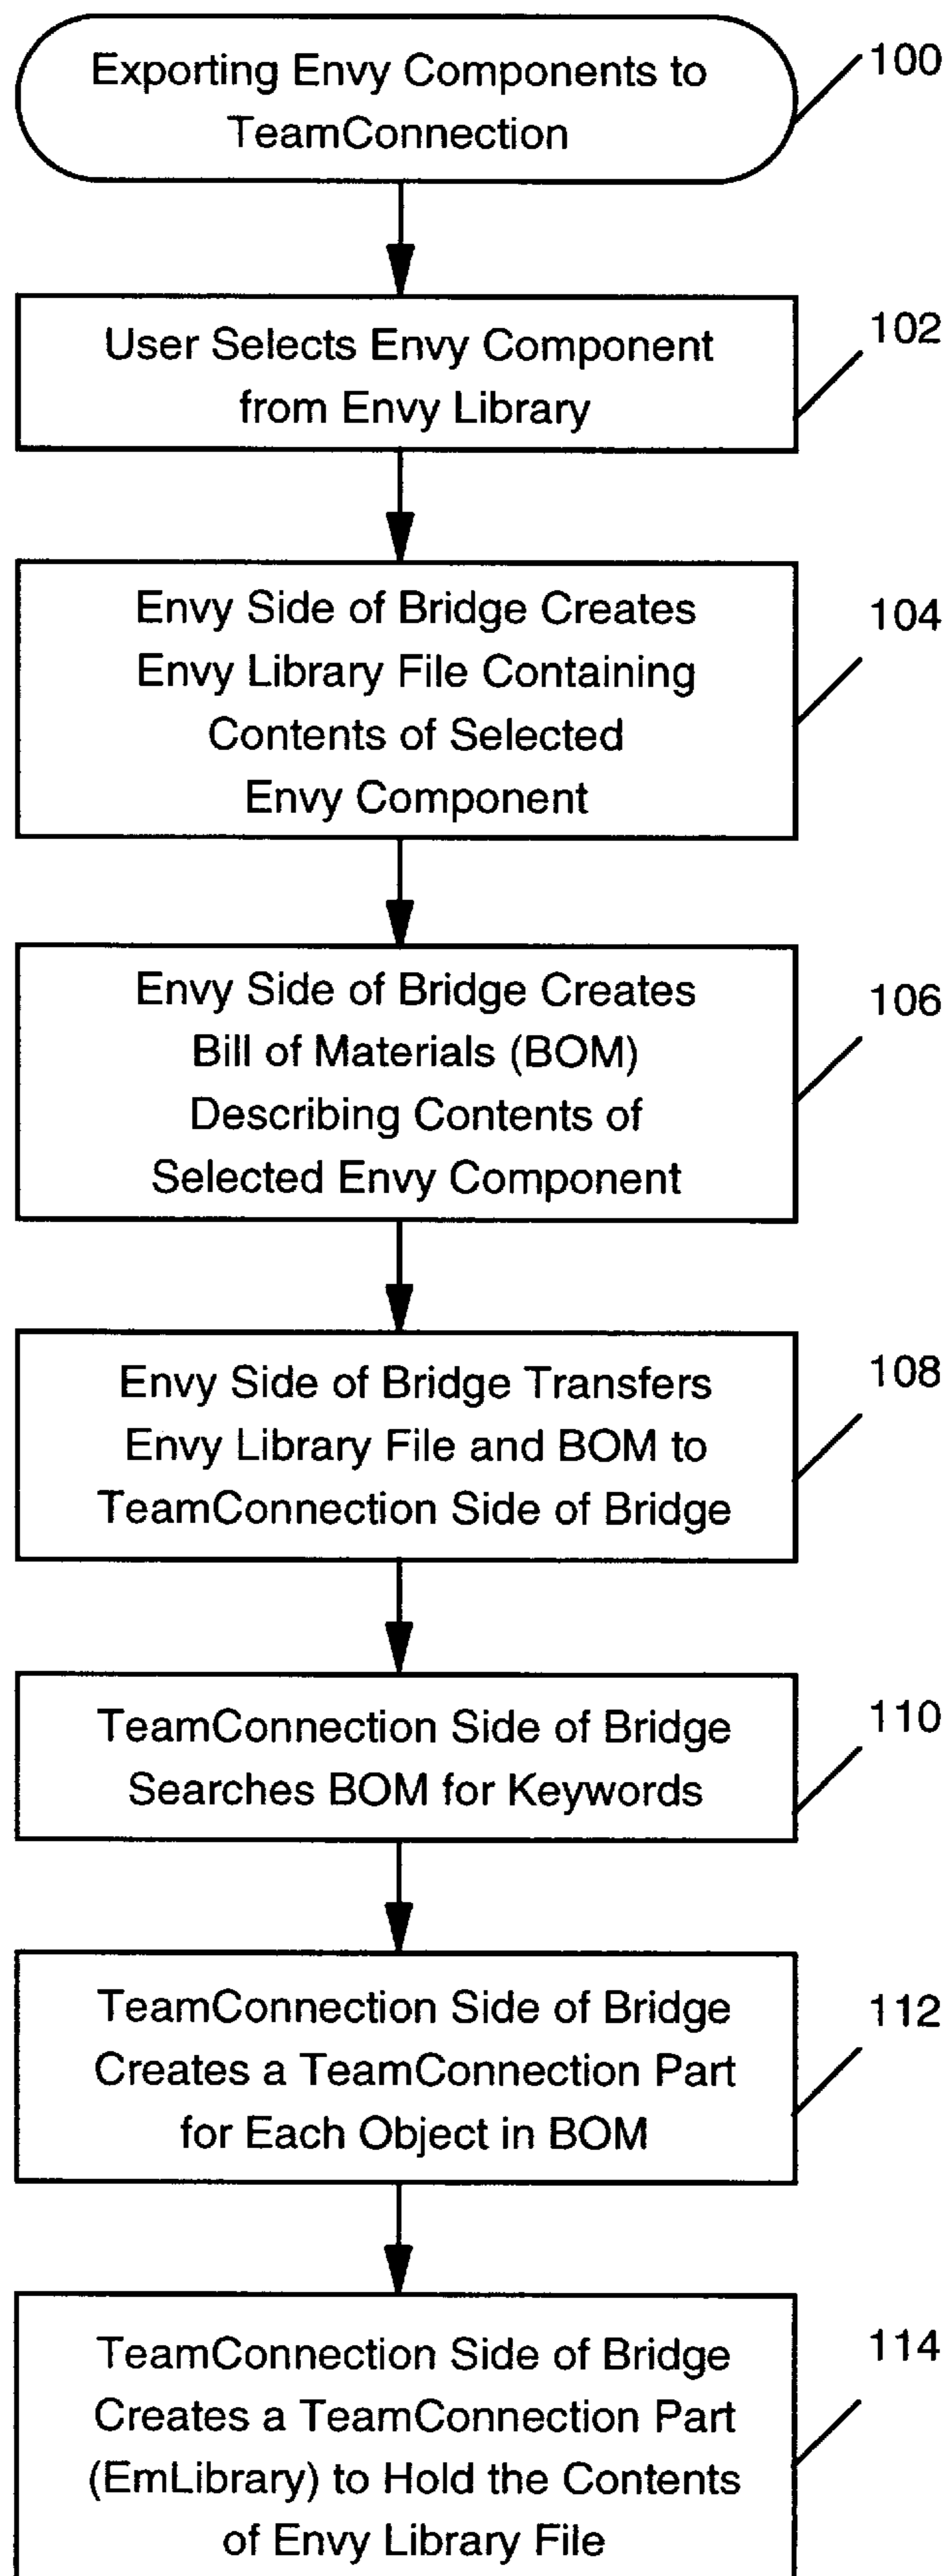 Exporting Envy Components to
TeamConnection
100
User Selects Envy Component
from Envy Library
102
Envy Side of Bridge Creates
Envy Library File Containing
Contents of Selected
Envy Component
104
Envy Side of Bridge Creates
Bill of Materials (BOM)
Describing Contents of
Selected Envy Component
106
Envy Side of Bridge Transfers
Envy Library File and BOM to
TeamConnection Side of Bridge
108
TeamConnection Side of Bridge
Searches BOM for Keywords
110
TeamConnection Side of Bridge
Creates a TeamConnection Part
for Each Object in BOM
112
TeamConnection Side of Bridge
Creates a TeamConnection Part
(EmLibrary) to Hold the Contents
of Envy Library File
114